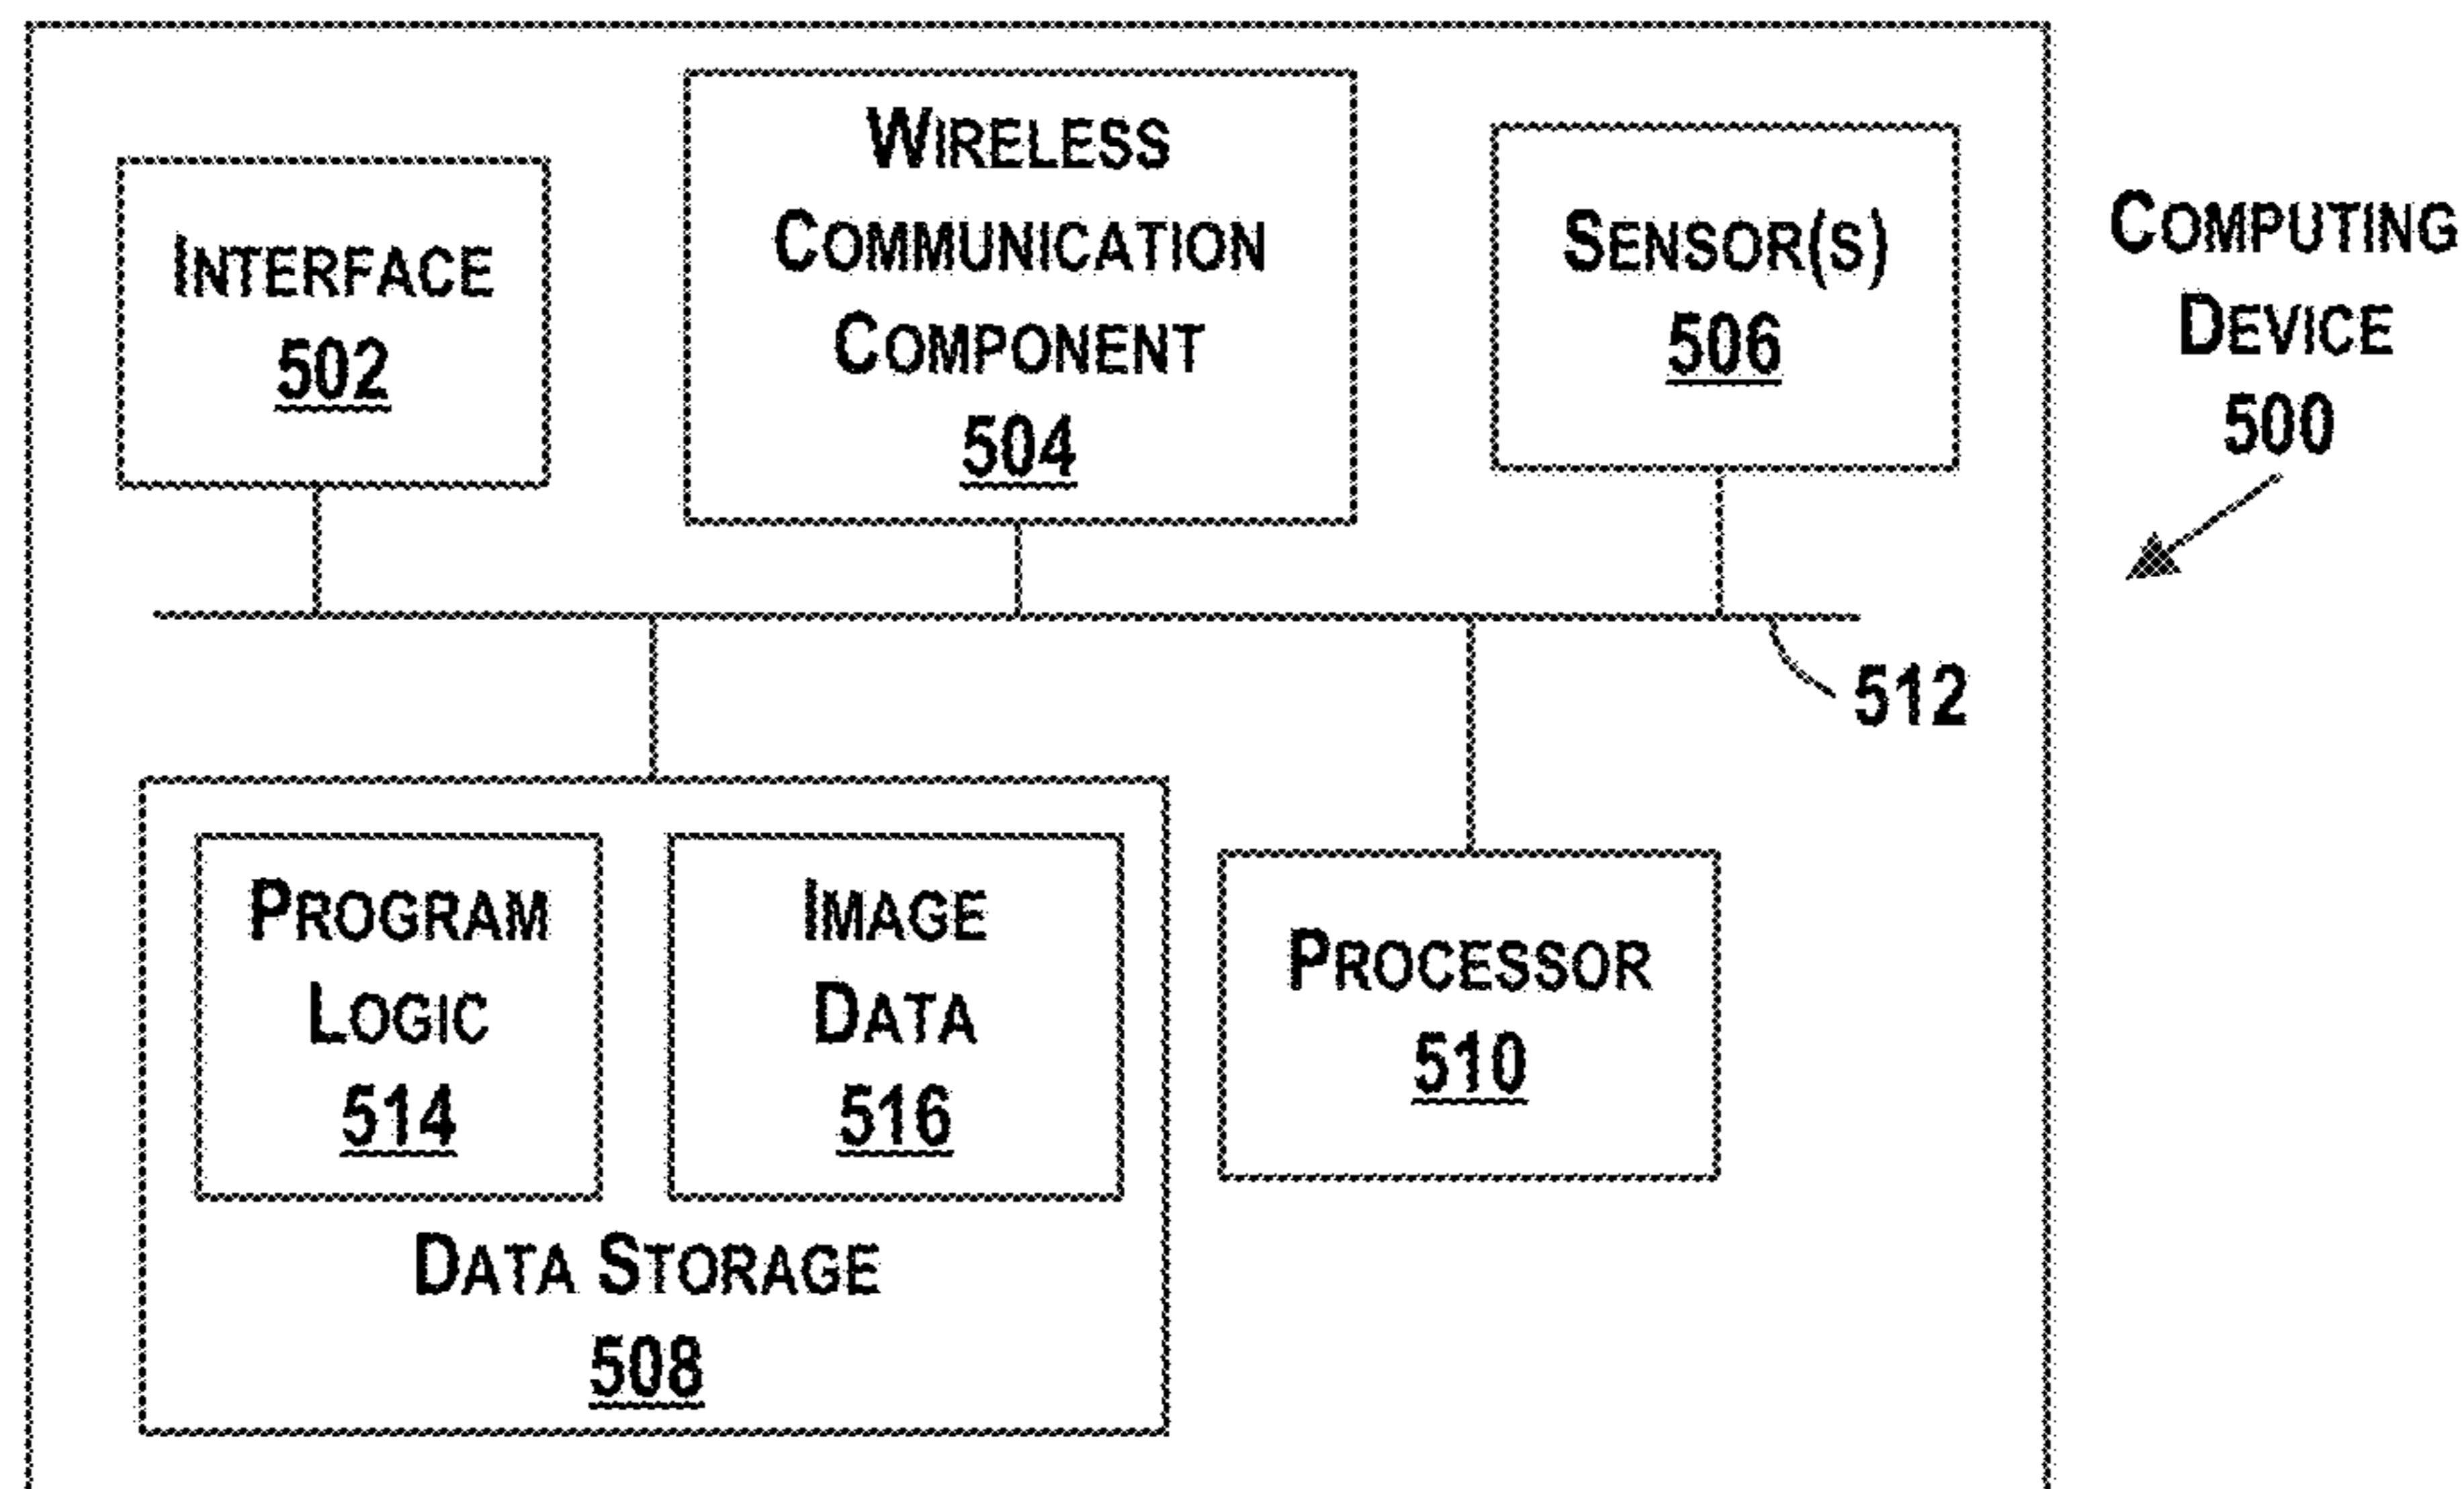 INTERFACE
502
WIRELESS
COMMUNICATION
COMPONENT
504
SENSOR(S)
506
COMPUTING
DEVICE
500
512
PROGRAM
LOGIC
514
IMAGE
DATA
516
DATA STORAGE
508
PROCESSOR
510